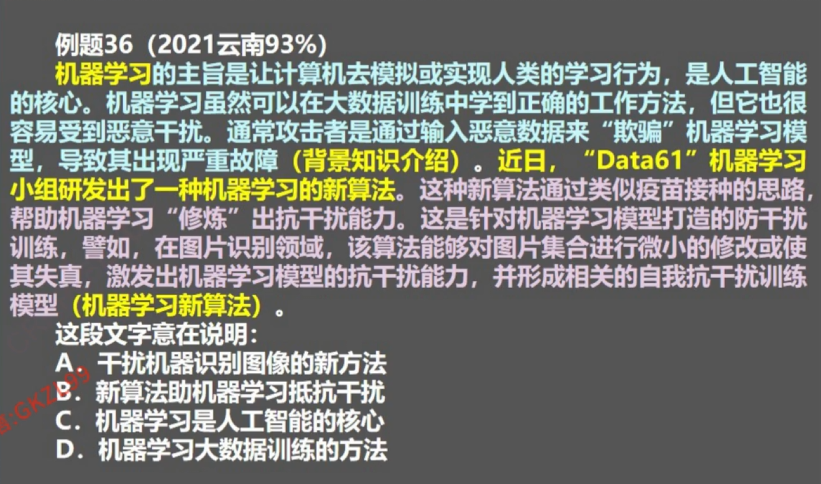 例题36（2021云南93%）
机器学习的主旨是让计算机去模拟或实现人类的学习行为，是人工智能
的核心。机器学习虽然可以在大数据训练中学到正确的工作方法，但它也很
容易受到恶意干扰。通常攻击者是通过输入恶意数据来“欺骗”机器学习模
型，导致其出现严重故障（背景知识介绍）。近日，“Data61”机器学习
小组研发出了一种机器学习的新算法。这种新算法通过类似疫苗接种的思路，
帮助机器学习“修炼”出抗干扰能力。这是针对机器学习模型打造的防干扰
训练，譬如，在图片识别领域，该算法能够对图片集合进行微小的修改或使
其失真，激发出机器学习模型的抗干扰能力，并形成相关的自我抗干扰训练
模型（机器学习新算法）。
这段文字意在说明：
A．干扰机器识别图像的新方法
B．新算法助机器学习抵抗干扰
C．机器学习是人工智能的核心
D．机器学习大数据训练的方法